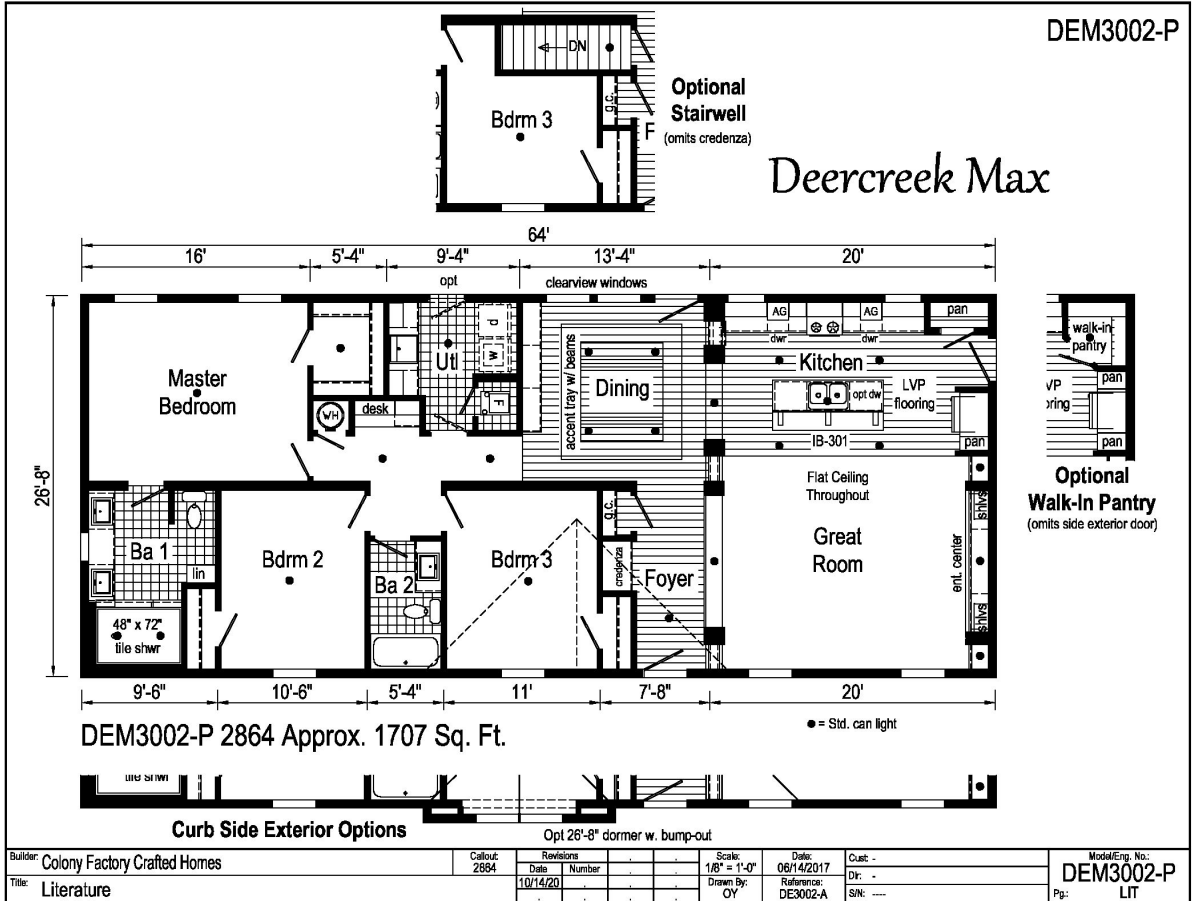 DEM3002-P
DN
Optional
Stairwell
(omits credenza)
g.c.
Bdrm 3
F
Deercreek Max
64'
16'
5'-4"
9'-4"
13'-4"
20'
opt
clearview windows
AG
AG
pan
dwr
dwr
walk-in
pantry
d
w
Utl
Master
Bedroom
accent tray w/ beams
Dining
Kitchen
LVP
flooring
opt dw
F
WH
desk
IB-301
pan
VP
oring
pan
pan
Optional
Walk-In Pantry
(omits side exterior door)
26'-8"
Flat Ceiling
Throughout
Great
Room
shlvs
ent. center
shlvs
g.c.
credenza
Foyer
Ba 1
lin
Bdrm 2
Ba 2
Bdrm 3
48" x 72"
tile shwr
9'-6"
10'-6"
5'-4"
11'
7'-8"
20'
DEM3002-P 2864 Approx. 1707 Sq. Ft.
● = Std. can light
tile shwr
Curb Side Exterior Options
Opt 26'-8" dormer w. bump-out
Builder: Colony Factory Crafted Homes
Title: Literature
Callout:
2864
Revisions
Date Number
10/14/20
Scale:
1/8" = 1'-0"
Drawn By:
OY
Date:
06/14/2017
Reference:
DE3002-A
Cust: -
Dir: -
S/N: ----
Model/Eng. No.:
DEM3002-P
Pg.: LIT